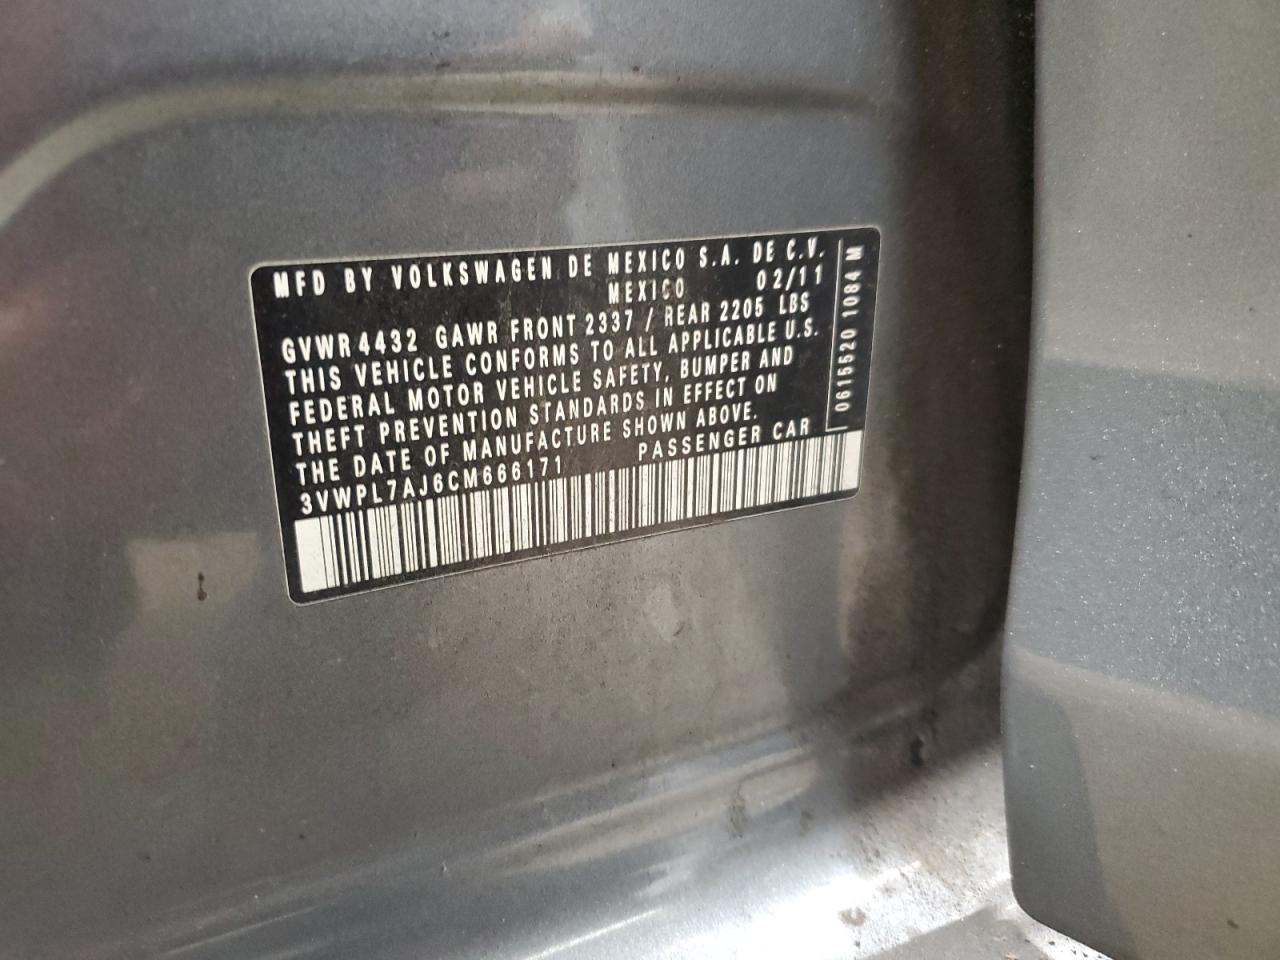 MFD BY VOLKSWAGEN DE MEXICO S.A. DE C.V.
MEXICO 02/11
GVWR 4432 GAWR FRONT 2337 / REAR 2205 LBS
THIS VEHICLE CONFORMS TO ALL APPLICABLE U.S.
FEDERAL MOTOR VEHICLE SAFETY, BUMPER AND
THEFT PREVENTION STANDARDS IN EFFECT ON
THE DATE OF MANUFACTURE SHOWN ABOVE.
3VWPL7AJ6CM666171 PASSENGER CAR
0615520 1084 M